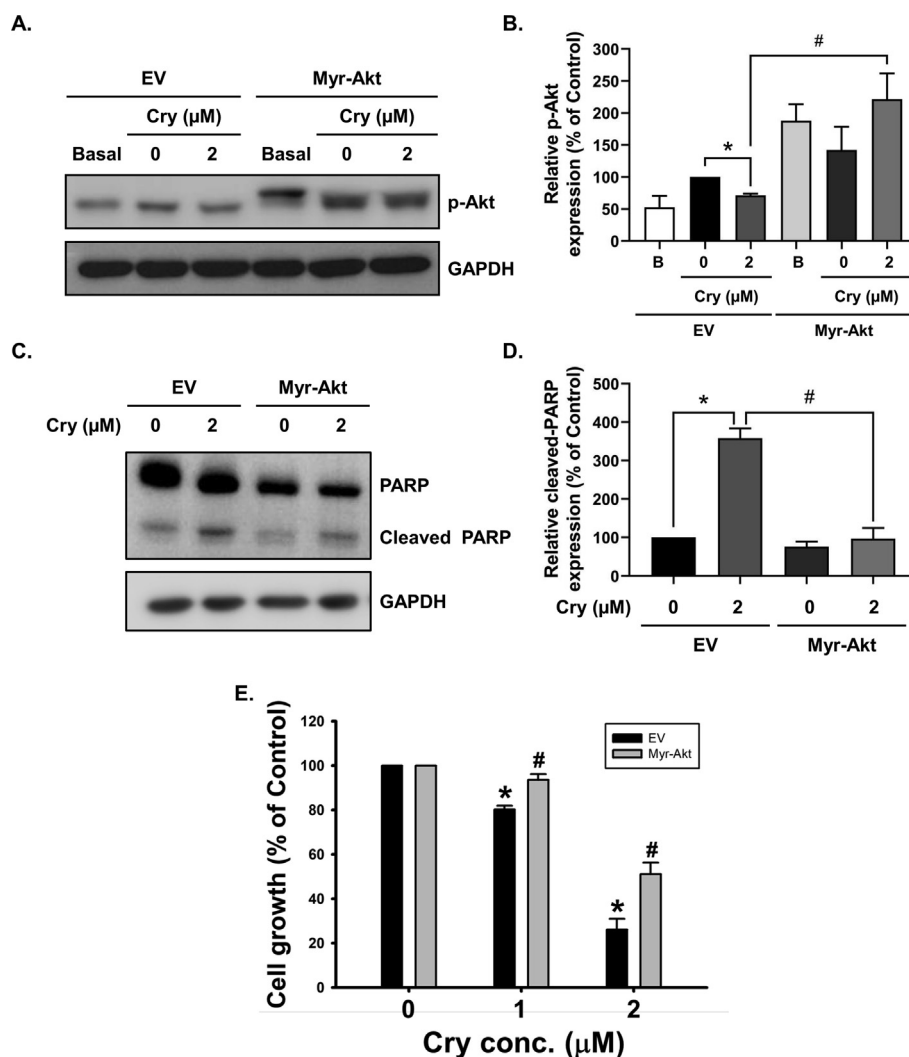 A.
EV Myr-Akt
Cry (μM) Cry (μM)
Basal 0 2 Basal 0 2
p-Akt
GAPDH
B.
Relative p-Akt
expression (% of Control)
300
250
200
150
100
50
0
*
#
B 0 2 B 0 2
Cry (μM) Cry (μM)
EV Myr-Akt
C.
EV Myr-Akt
Cry (μM) 0 2 0 2
PARP
Cleaved PARP
GAPDH
D.
Relative cleaved-PARP
expression (% of Control)
500
400
300
200
100
0
* #
Cry (μM) 0 2 0 2
EV Myr-Akt
E.
Cell growth (% of Control)
120
100
80
60
40
20
0
EV
Myr-Akt
* #
* #
0 1 2
Cry conc. (μM)